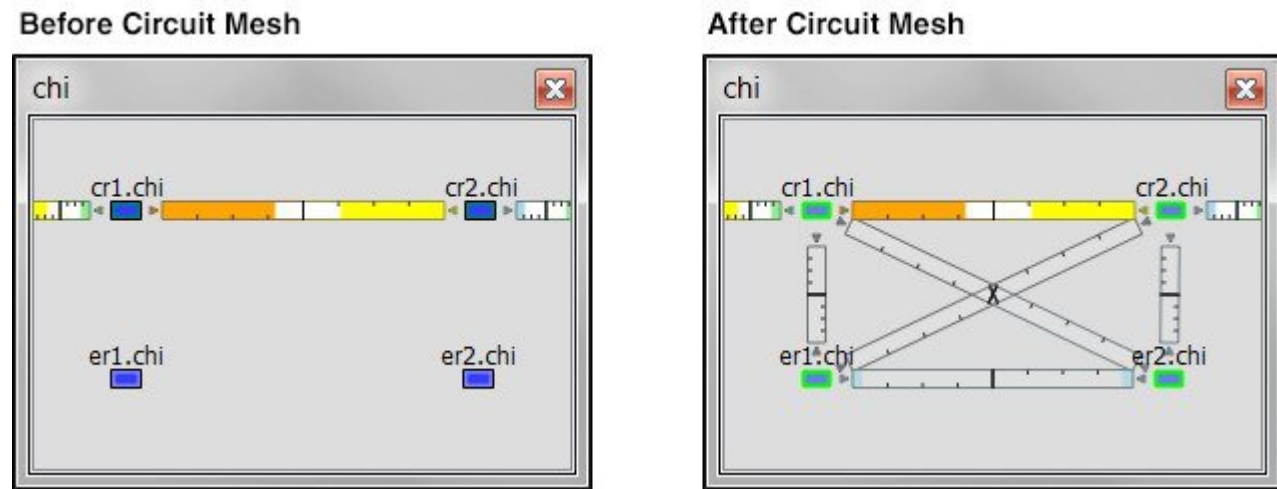 Before Circuit Mesh
After Circuit Mesh
chi
cr1.chi
cr2.chi
er1.chi
er2.chi
chi
cr1.chi
cr2.chi
er1.chi
er2.chi